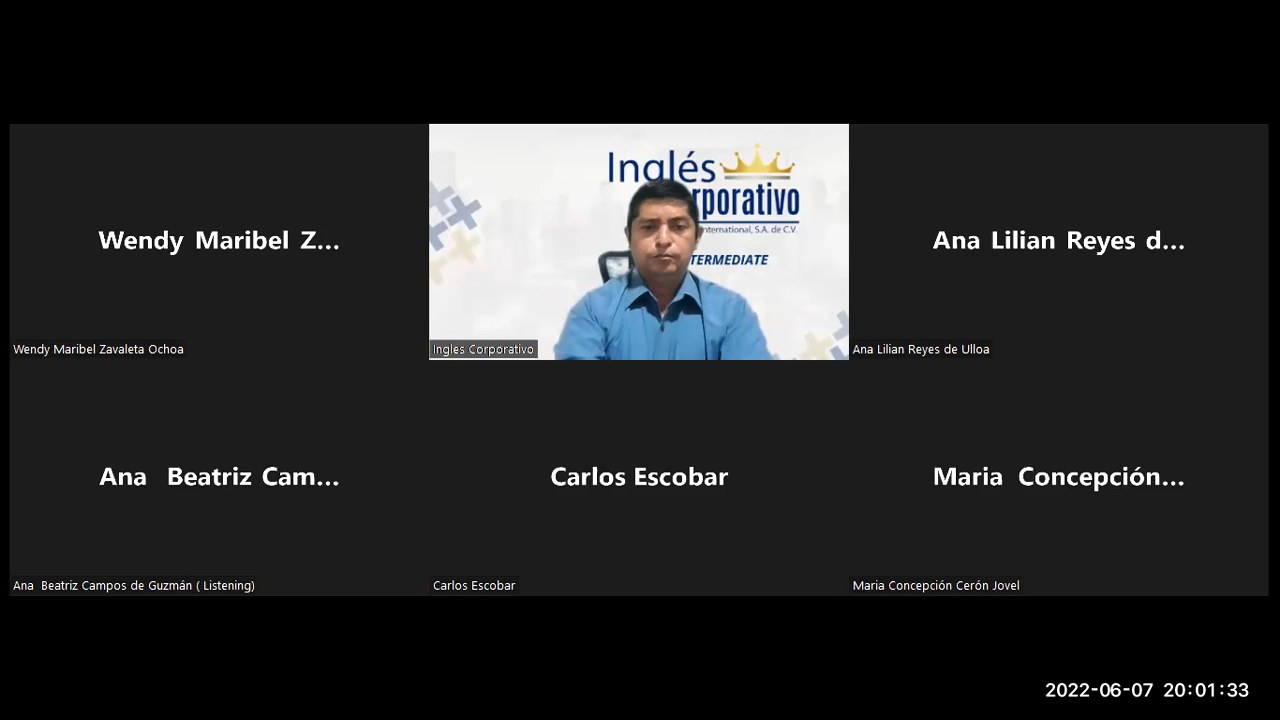 Wendy Maribel Z...
Wendy Maribel Zavaleta Ochoa
Inglés
rporativo
International, S.A. de C.V.
TERMEDIATE
Ingles Corporativo
Ana Lilian Reyes d...
Ana Lilian Reyes de Ulloa
Ana Beatriz Cam...
Ana Beatriz Campos de Guzmán ( Listening)
Carlos Escobar
Carlos Escobar
Maria Concepción...
Maria Concepción Cerón Jovel
2022-06-07 20:01:33